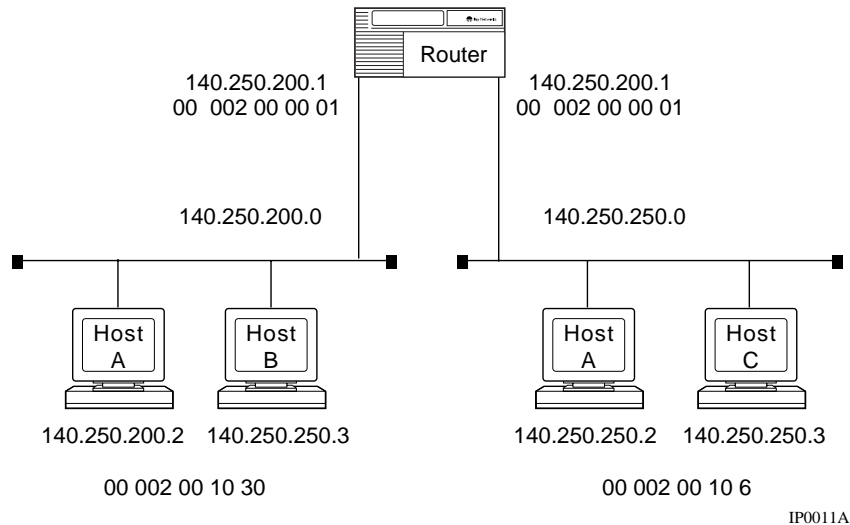 Bay Networks
Router
140.250.200.1
00 002 00 00 01
140.250.200.1
00 002 00 00 01
140.250.200.0
140.250.250.0
Host
A
Host
B
Host
A
Host
C
140.250.200.2
140.250.250.3
140.250.250.2
140.250.250.3
00 002 00 10 30
00 002 00 10 6
IP0011A